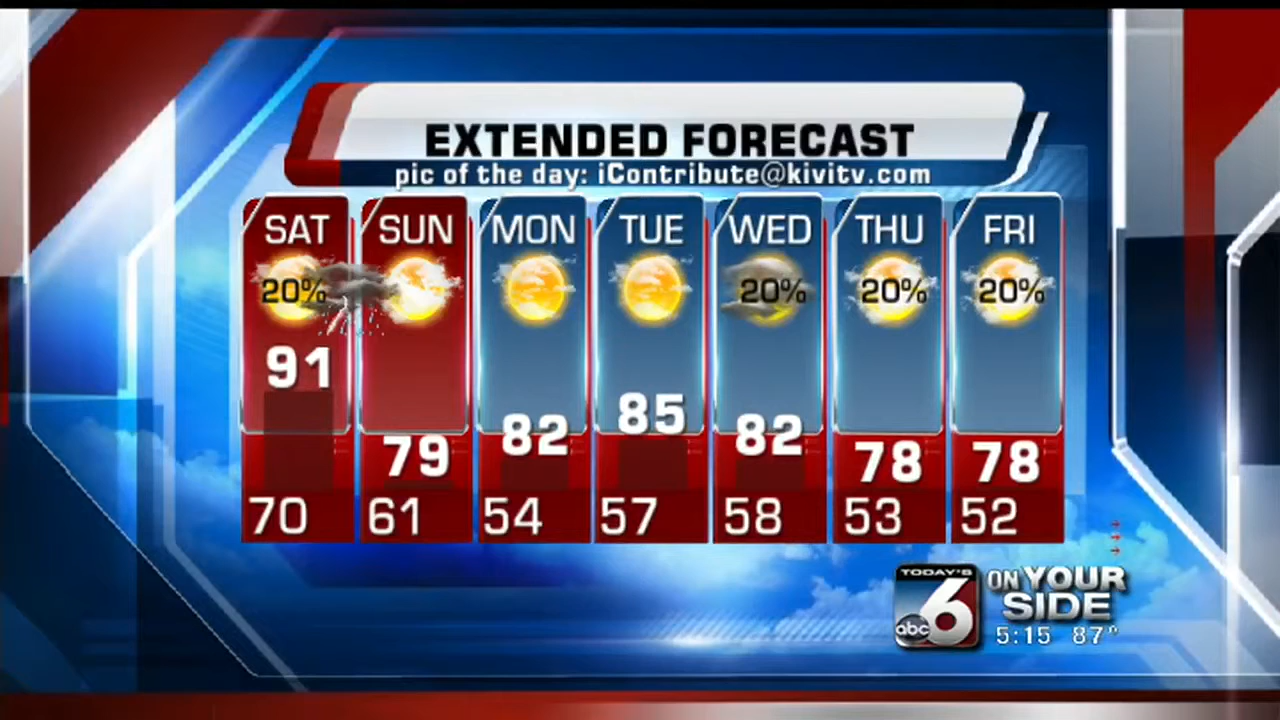 EXTENDED FORECAST
pic of the day: iContribute@kivitv.com
SAT SUN MON TUE WED THU FRI
20% 20% 20% 20%
91 79 82 85 82 78 78
70 61 54 57 58 53 52
TODAY'S
abc 6
ON YOUR
SIDE
5:15 87°